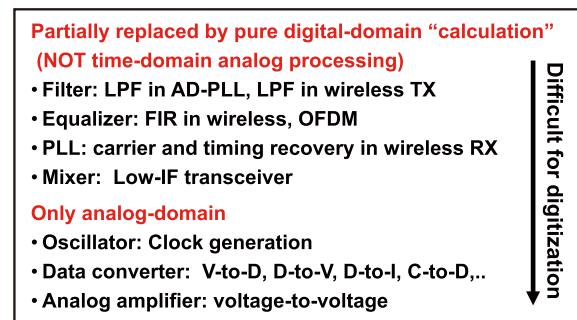 Partially replaced by pure digital-domain “calculation”
(NOT time-domain analog processing)
• Filter: LPF in AD-PLL, LPF in wireless TX
• Equalizer: FIR in wireless, OFDM
• PLL: carrier and timing recovery in wireless RX
• Mixer: Low-IF transceiver
Only analog-domain
• Oscillator: Clock generation
• Data converter: V-to-D, D-to-V, D-to-I, C-to-D,..
• Analog amplifier: voltage-to-voltage
Difficult for digitization